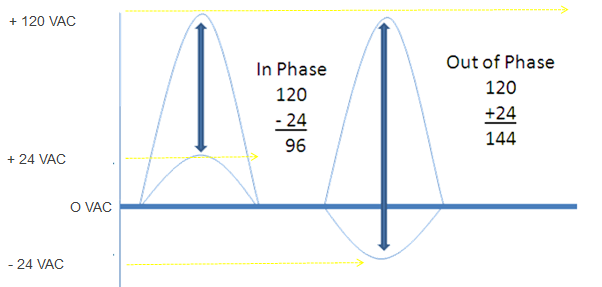 + 120 VAC
In Phase
120
- 24
96
Out of Phase
120
+24
144
+ 24 VAC
O VAC
- 24 VAC